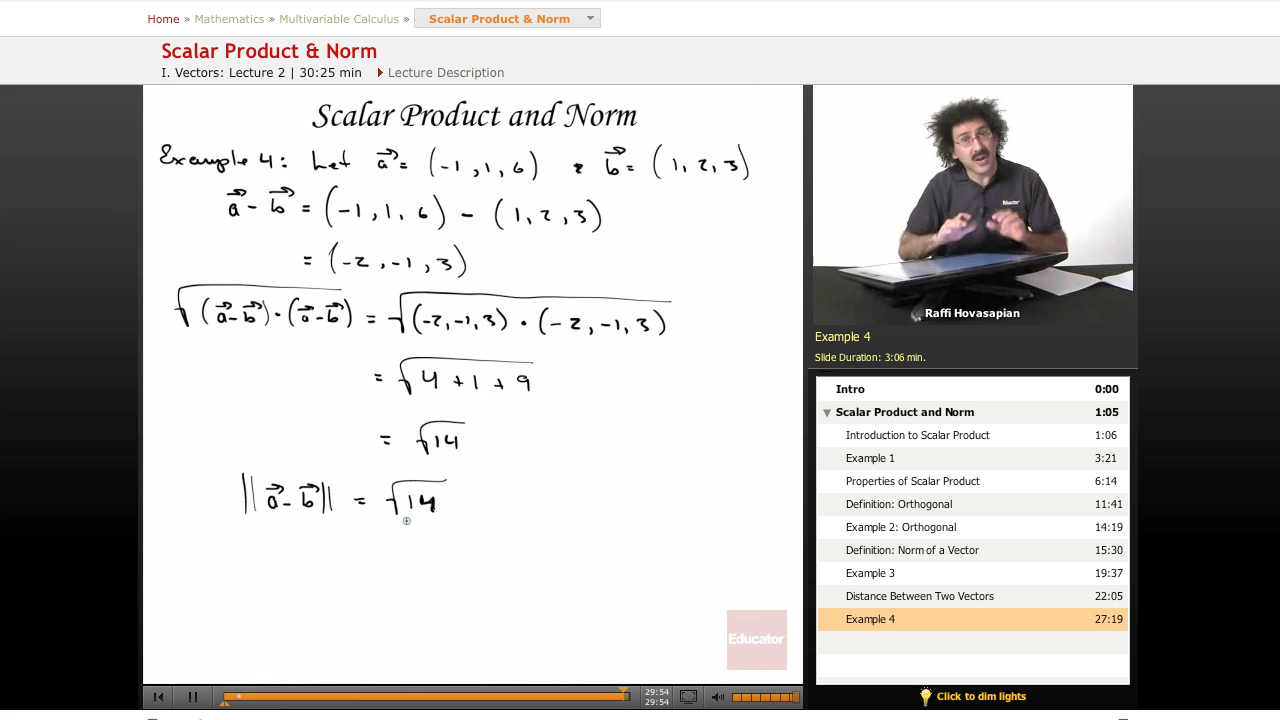 Home » Mathematics » Multivariable Calculus » Scalar Product & Norm
Scalar Product & Norm
I. Vectors: Lecture 2 | 30:25 min Lecture Description
Scalar Product and Norm
Example 4: Let a⃗ = (-1, 1, 6) & b⃗ = (1, 2, 3)
a⃗ - b⃗ = (-1, 1, 6) - (1, 2, 3)
= (-2, -1, 3)
√((a⃗-b⃗)·(a⃗-b⃗)) = √((-2,-1,3)·(-2,-1,3))
= √(4+1+9)
= √14
||a⃗-b⃗|| = √14
Educator
Educator
Raffi Hovasapian
Example 4
Slide Duration: 3:06 min.
Intro 0:00
Scalar Product and Norm 1:05
Introduction to Scalar Product 1:06
Example 1 3:21
Properties of Scalar Product 6:14
Definition: Orthogonal 11:41
Example 2: Orthogonal 14:19
Definition: Norm of a Vector 15:30
Example 3 19:37
Distance Between Two Vectors 22:05
Example 4 27:19
29:54
29:54
Click to dim lights